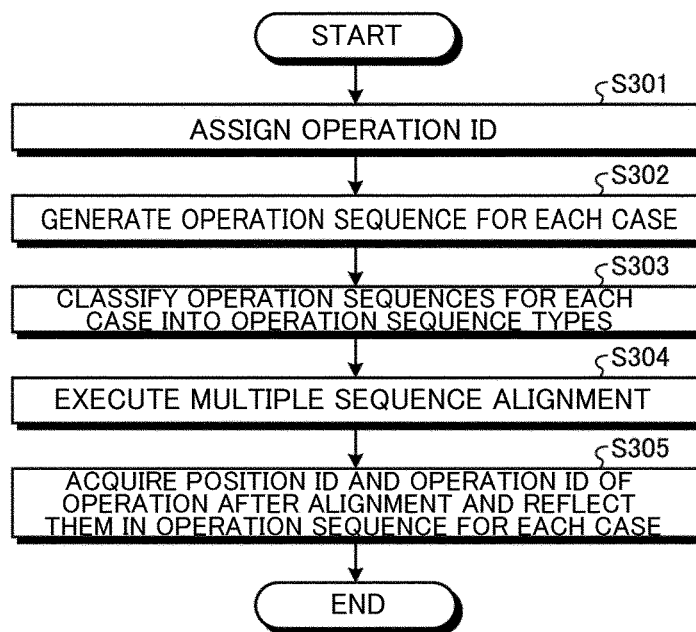 START
S301
ASSIGN OPERATION ID
S302
GENERATE OPERATION SEQUENCE FOR EACH CASE
S303
CLASSIFY OPERATION SEQUENCES FOR EACH
CASE INTO OPERATION SEQUENCE TYPES
S304
EXECUTE MULTIPLE SEQUENCE ALIGNMENT
S305
ACQUIRE POSITION ID AND OPERATION ID OF
OPERATION AFTER ALIGNMENT AND REFLECT
THEM IN OPERATION SEQUENCE FOR EACH CASE
END